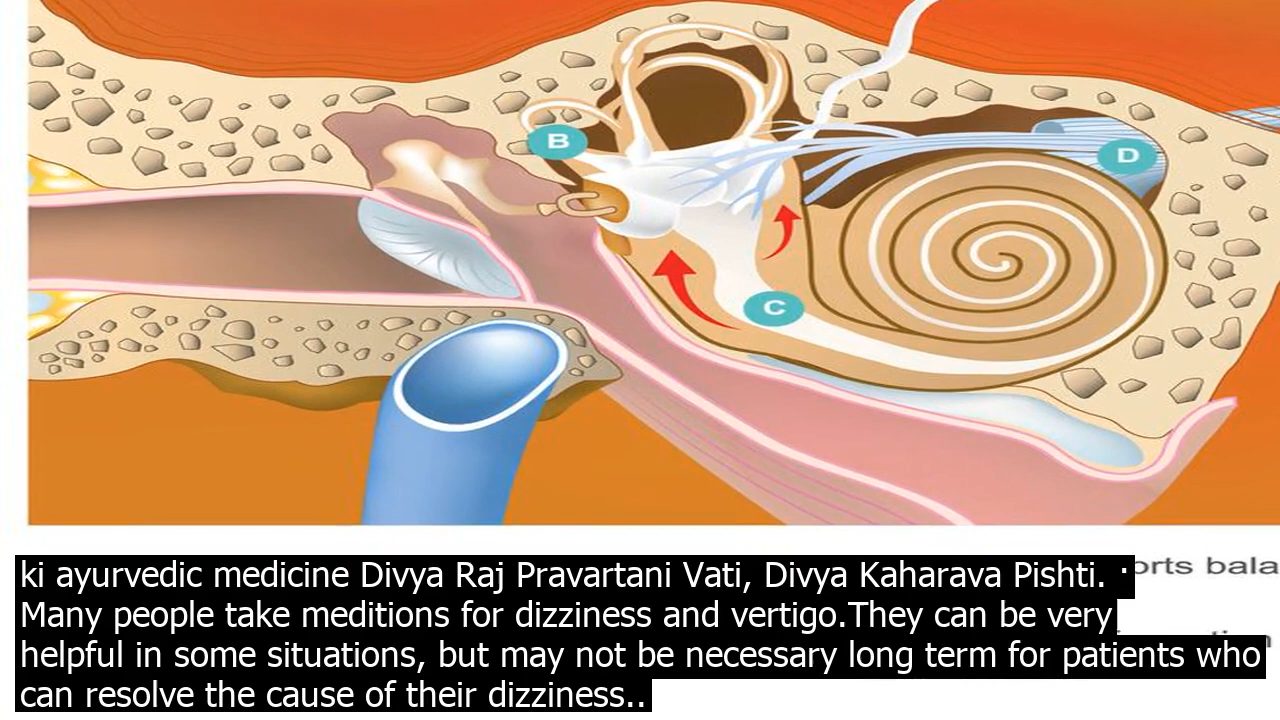 B
D
C
orts bala
ki ayurvedic medicine Divya Raj Pravartani Vati, Divya Kaharava Pishti. ·
Many people take meditions for dizziness and vertigo.They can be very
helpful in some situations, but may not be necessary long term for patients who
can resolve the cause of their dizziness..